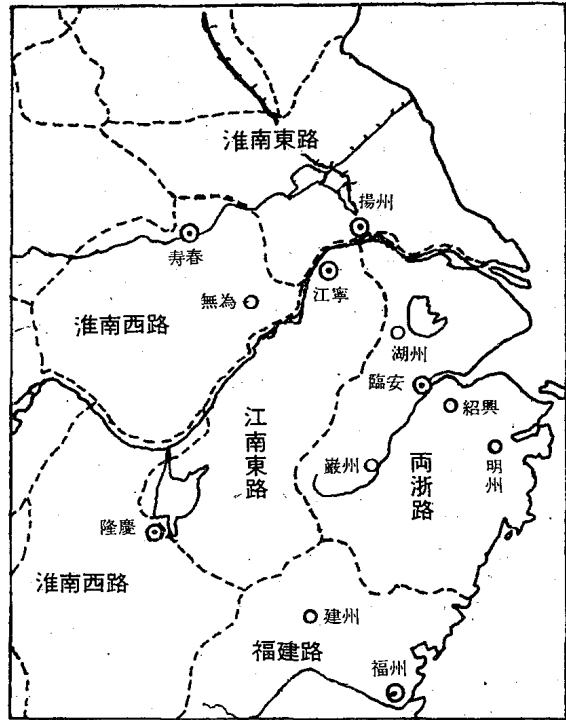 淮南東路
揚州
寿春
江寧
無為
淮南西路
湖州
臨安
紹興
江南東路
両浙路
明州
厳州
隆慶
淮南西路
建州
福建路
福州